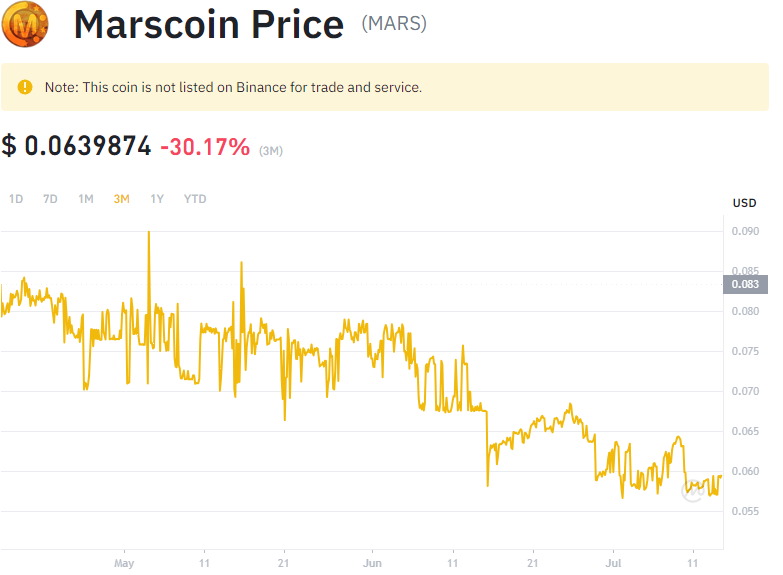 Marscoin Price (MARS)
Note: This coin is not listed on Binance for trade and service.
$ 0.0639874 -30.17% (3M)
1D 7D 1M 3M 1Y YTD
USD
0.090
0.085
0.083
0.080
0.075
0.070
0.065
0.060
0.055
May 11 21 Jun 11 21 Jul 11